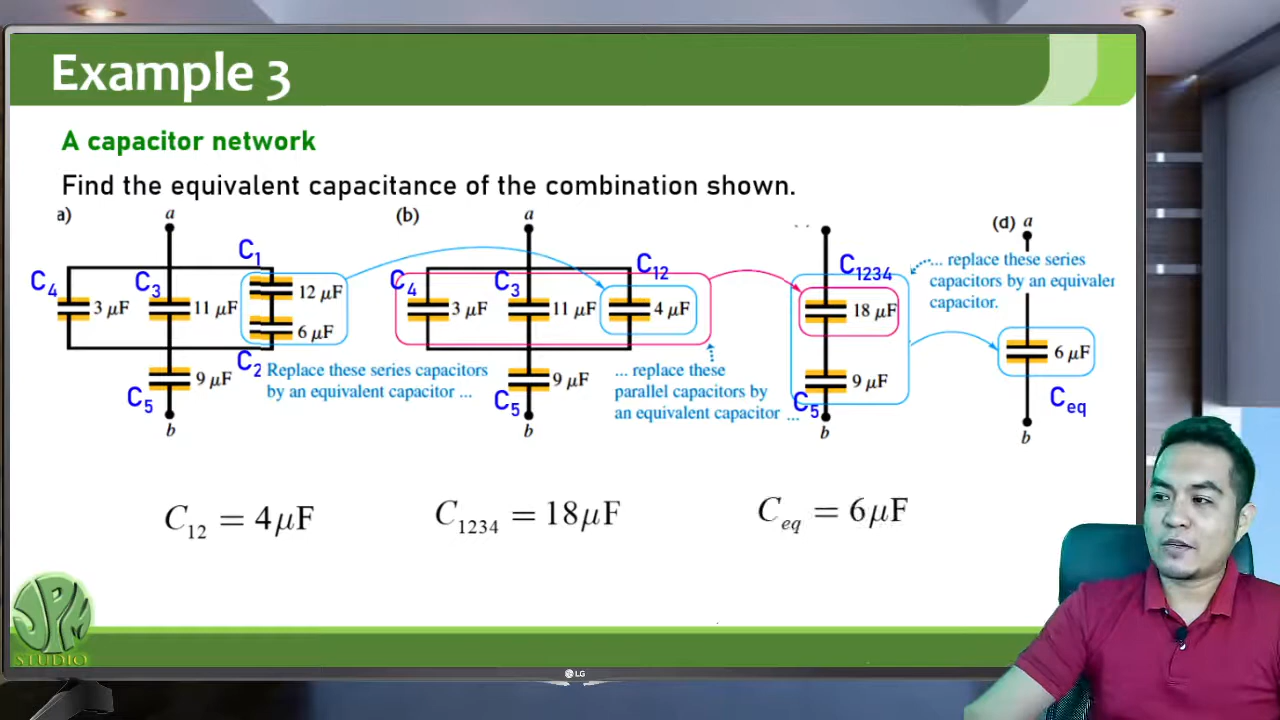 Example 3
A capacitor network
Find the equivalent capacitance of the combination shown.
a)
a
C4
C3
C1
3 μF
11 μF
12 μF
6 μF
C2
C5
9 μF
b
Replace these series capacitors
by an equivalent capacitor ...
(b)
a
C4
C3
C12
3 μF
11 μF
4 μF
C5
9 μF
b
... replace these
parallel capacitors by
an equivalent capacitor ...
C1234
18 μF
9 μF
C5
b
(d)
a
... replace these series
capacitors by an equivaler
capacitor.
6 μF
Ceq
b
C12 = 4μF
C1234 = 18μF
Ceq = 6μF
JPM
STUDIO
LG